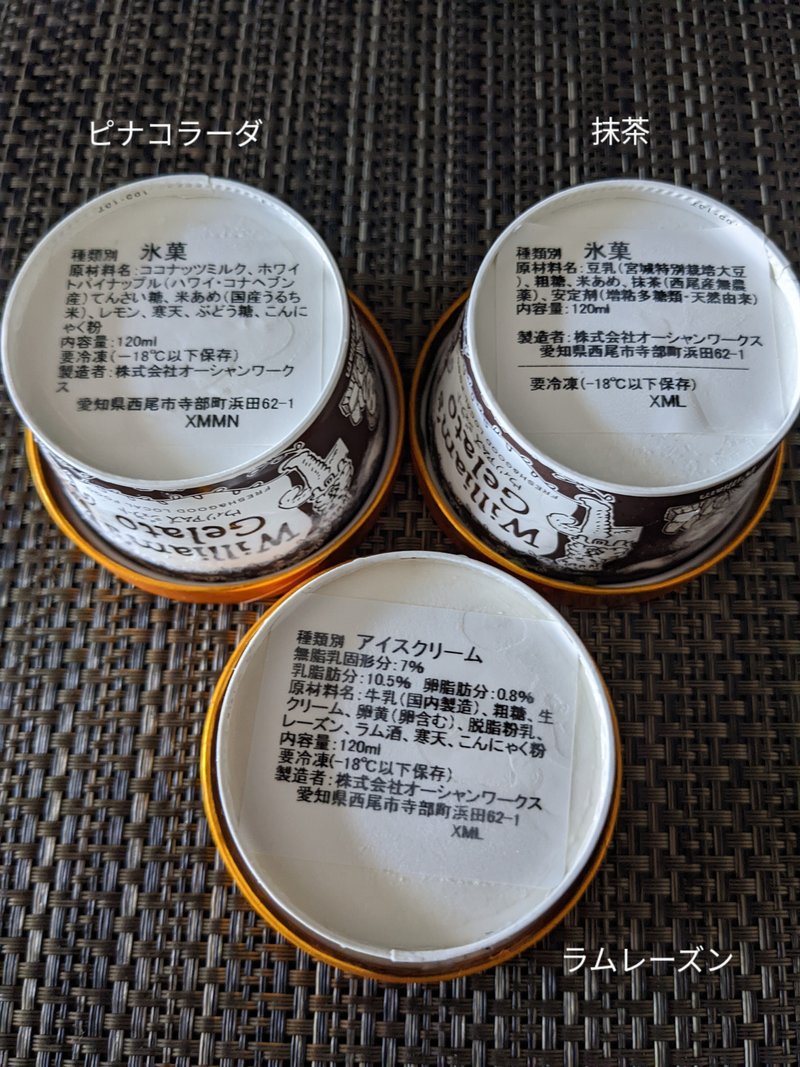 ピナコラーダ
抹茶
種類別 氷菓
原材料名:ココナッツミルク、ホワイ
トパイナップル(ハワイ・コナヘブン
産)てんさい糖、米あめ(国産うるち
米)、レモン、寒天、ぶどう糖、こんに
ゃく粉
内容量:120ml
要冷凍(-18℃以下保存)
製造者:株式会社オーシャンワーク
ス
愛知県西尾市寺部町浜田62-1
XMMN
種類別 氷菓
原材料名:豆乳(宮城特別栽培大豆
)、粗糖、米あめ、抹茶(西尾産無農
薬)、安定剤(増粘多糖類・天然由来)
内容量:120ml
製造者:株式会社オーシャンワークス
愛知県西尾市寺部町浜田62-1
要冷凍(-18℃以下保存)
XML
William's
Gelato
William's
Gelato
種類別 アイスクリーム
無脂乳固形分:7%
乳脂肪分:10.5% 卵脂肪分:0.8%
原材料名:牛乳(国内製造)、粗糖、生
クリーム、卵黄(卵含む)、脱脂粉乳、
レーズン、ラム酒、寒天、こんにゃく粉
内容量:120ml
要冷凍(-18℃以下保存)
製造者:株式会社オーシャンワークス
愛知県西尾市寺部町浜田62-1
XML
ラムレーズン